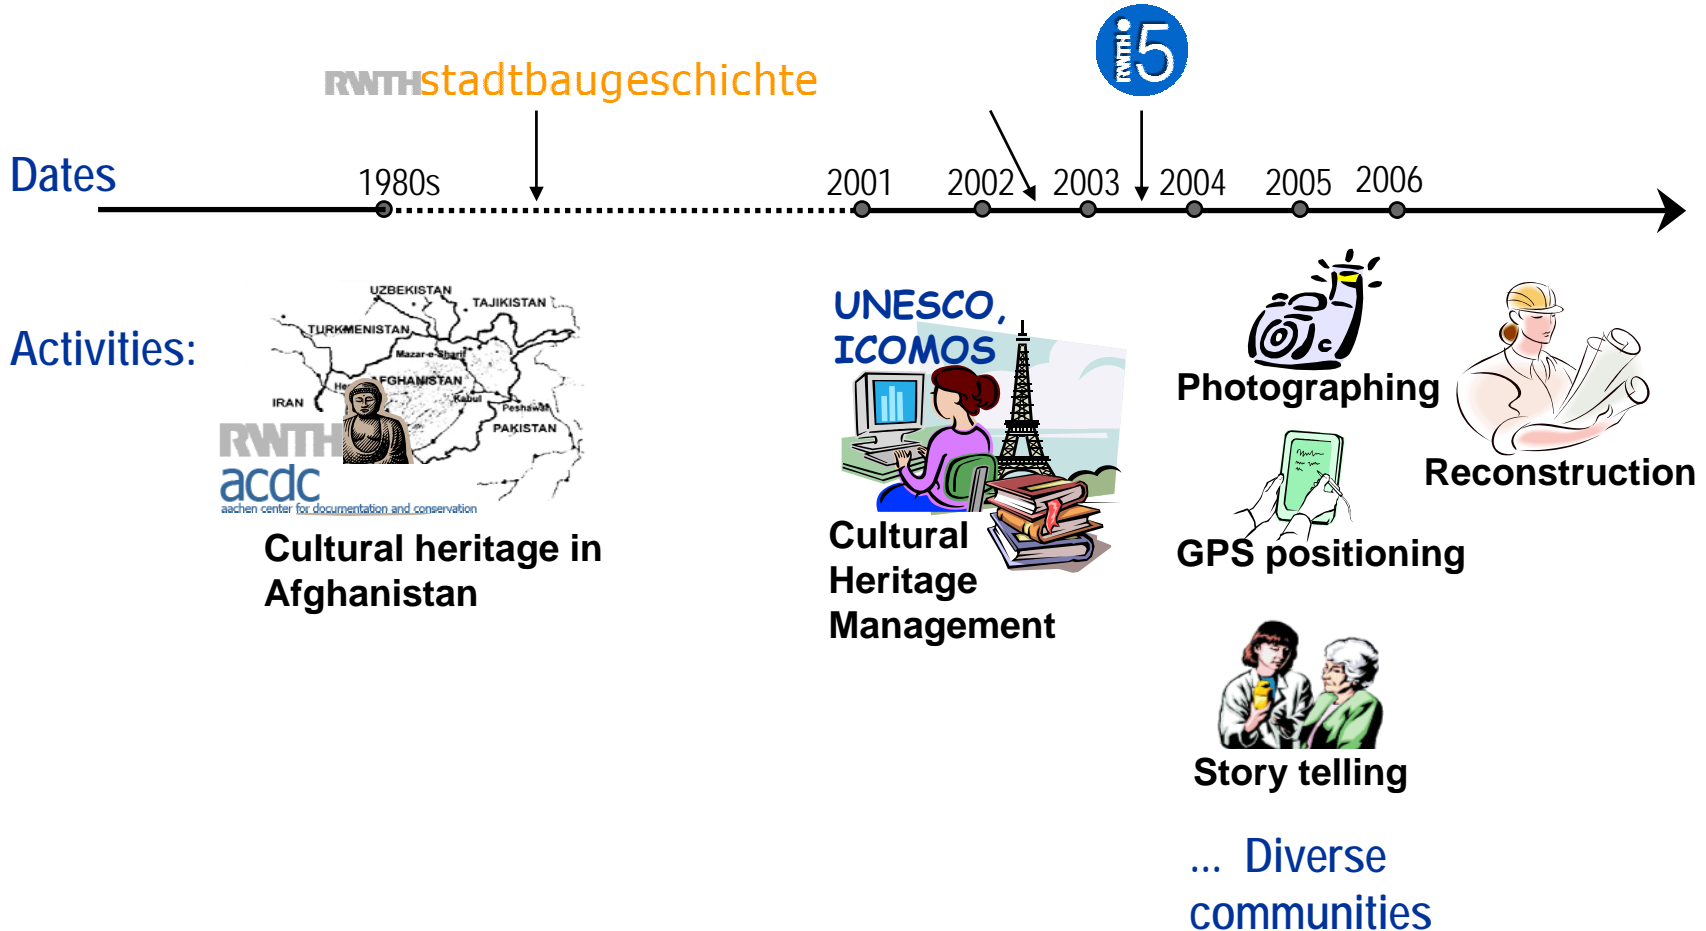 RWTH i5
RWTHstadtbaugeschichte
Dates
1980s 2001 2002 2003 2004 2005 2006
Activities:
UZBEKISTAN
TAJIKISTAN
TURKMENISTAN
Mazar-e-Sharif
AFGHANISTAN
IRAN
Kabul
Peshawar
PAKISTAN
RWTH
acdc
aachen center for documentation and conservation
Cultural heritage in
Afghanistan
UNESCO,
ICOMOS
Cultural
Heritage
Management
Photographing
GPS positioning
Story telling
... Diverse
communities
Reconstruction